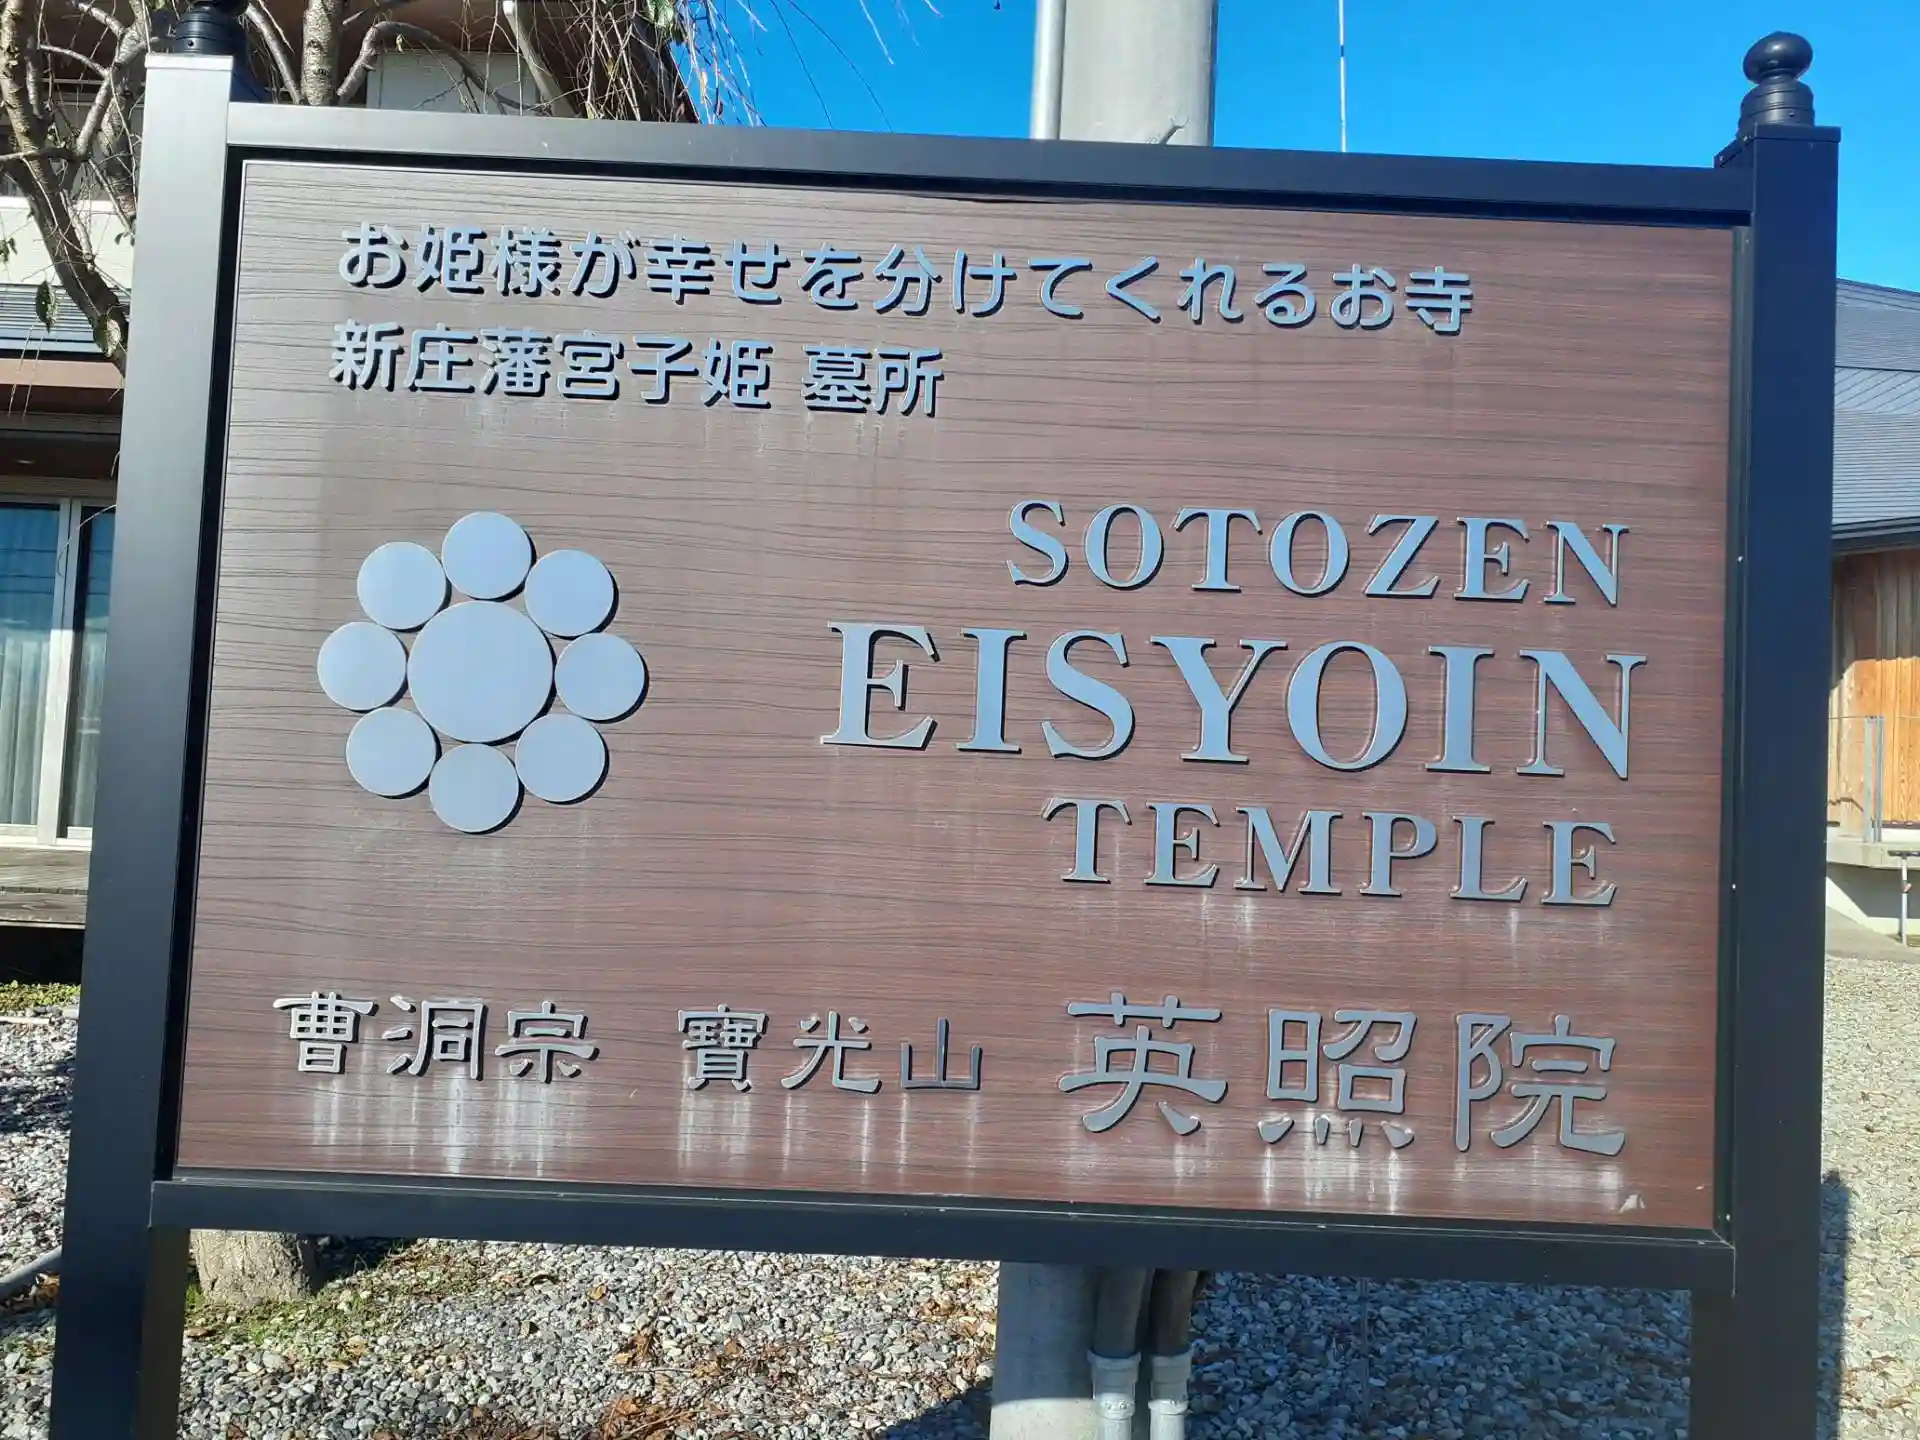 お姫様が幸せを分けてくれるお寺
新庄藩宮子姫 墓所
SOTOZEN
EISYOIN
TEMPLE
曹洞宗 寶光山 英照院